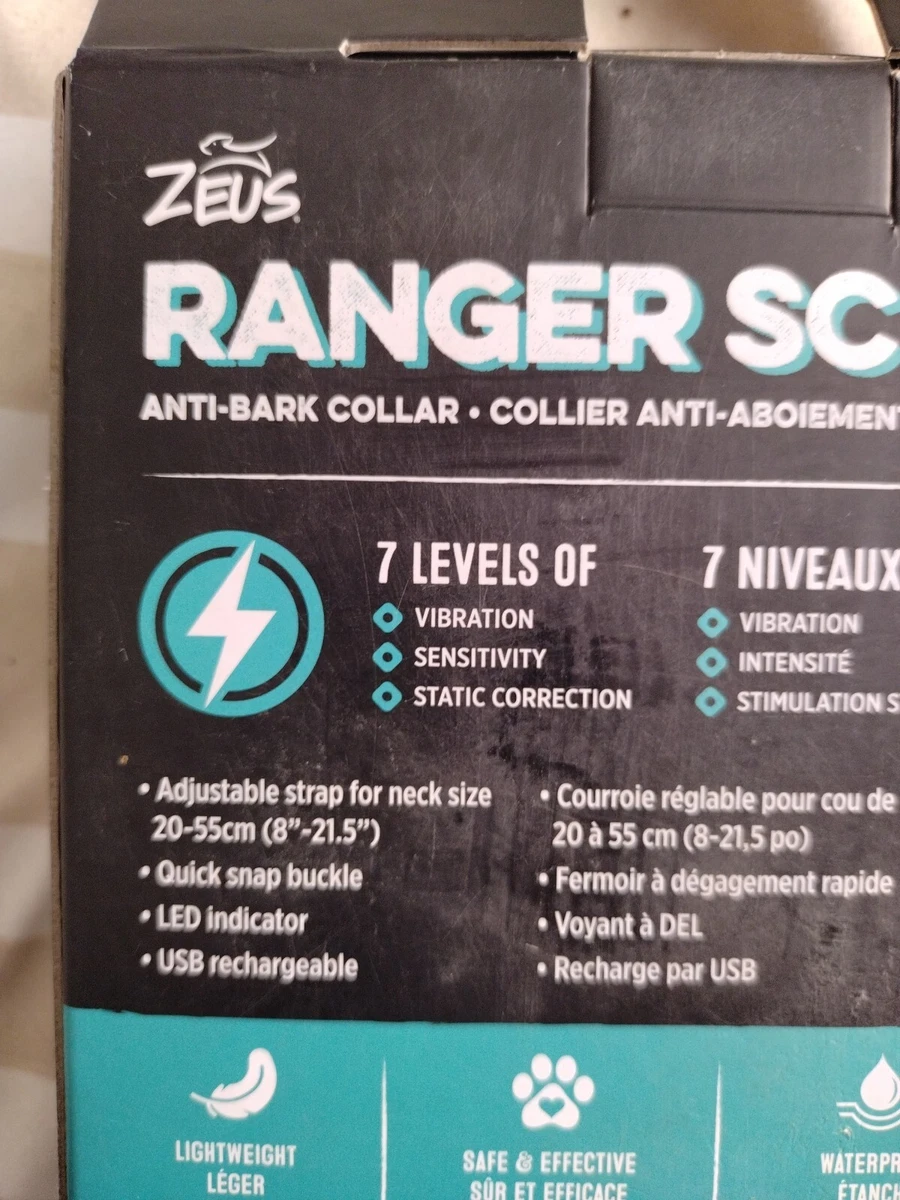 ZEUS
RANGER SC
ANTI-BARK COLLAR • COLLIER ANTI-ABOIEMEN
7 LEVELS OF
VIBRATION
SENSITIVITY
STATIC CORRECTION
7 NIVEAUX
VIBRATION
INTENSITÉ
STIMULATION S
• Adjustable strap for neck size
20-55cm (8"-21.5")
• Quick snap buckle
• LED indicator
• USB rechargeable
• Courroie réglable pour cou de
20 à 55 cm (8-21,5 po)
• Fermoir à dégagement rapide
• Voyant à DEL
• Recharge par USB
LIGHTWEIGHT
LÉGER
SAFE & EFFECTIVE
SÛR ET EFFICACE
WATERPR
ÉTANC